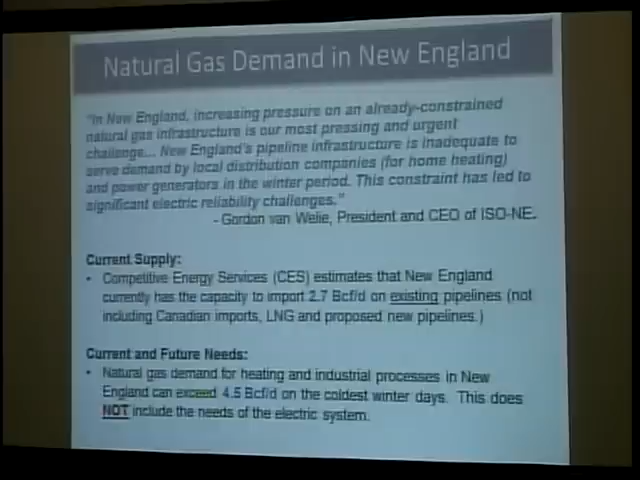 Natural Gas Demand in New England
"In New England, increasing pressure on an already-constrained
natural gas infrastructure is our most pressing and urgent
challenge... New England's pipeline infrastructure is inadequate to
serve demand by local distribution companies (for home heating)
and power generators in the winter period. This constraint has led to
significant electric reliability challenges."
- Gordon van Welie, President and CEO of ISO-NE.
Current Supply:
• Competitive Energy Services (CES) estimates that New England
currently has the capacity to import 2.7 Bcf/d on existing pipelines (not
including Canadian imports, LNG and proposed new pipelines.)
Current and Future Needs:
• Natural gas demand for heating and industrial processes in New
England can exceed 4.5 Bcf/d on the coldest winter days. This does
NOT include the needs of the electric system.